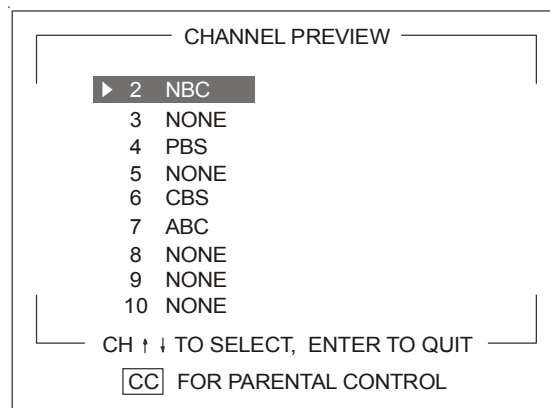 CHANNEL PREVIEW
2 NBC
3 NONE
4 PBS
5 NONE
6 CBS
7 ABC
8 NONE
9 NONE
10 NONE
CH ↑ ↓ TO SELECT, ENTER TO QUIT
CC FOR PARENTAL CONTROL